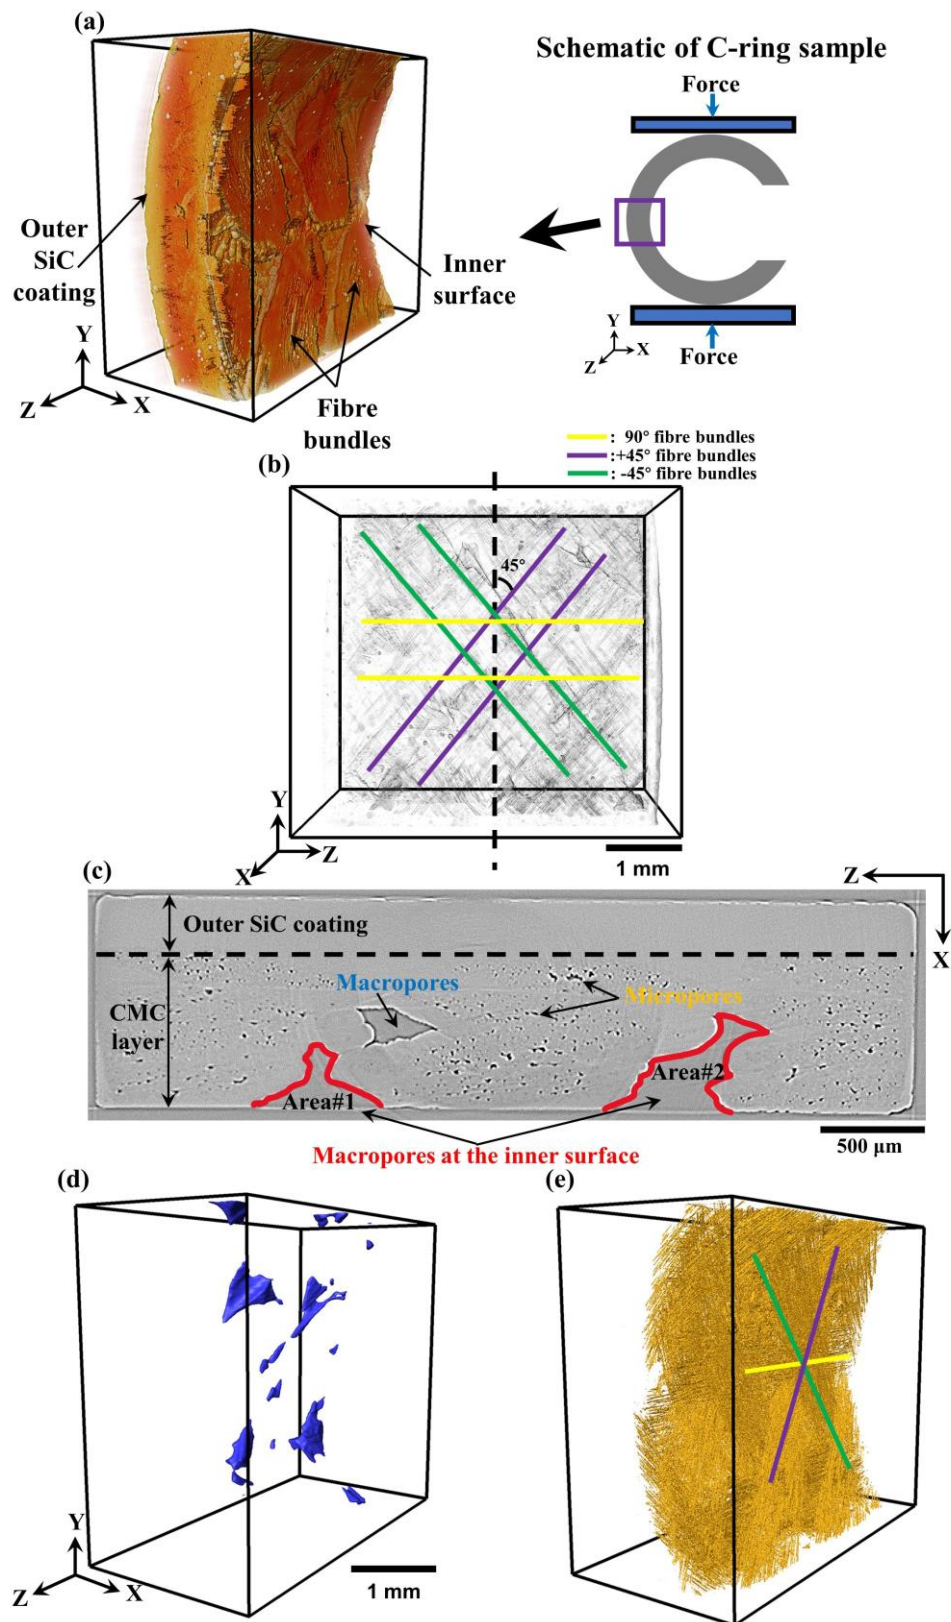 (a)
Schematic of C-ring sample
Force
Outer
SiC
coating
Inner
surface
Fibre
bundles
Y
Z
X
Y
Z
X
Force
(b)
: 90° fibre bundles
:+45° fibre bundles
: -45° fibre bundles
45°
Y
X
Z
1 mm
(c)
Z
X
Outer SiC coating
CMC
layer
Macropores
Micropores
Area#1
Area#2
Macropores at the inner surface
500 μm
(d)
Y
Z
X
1 mm
(e)